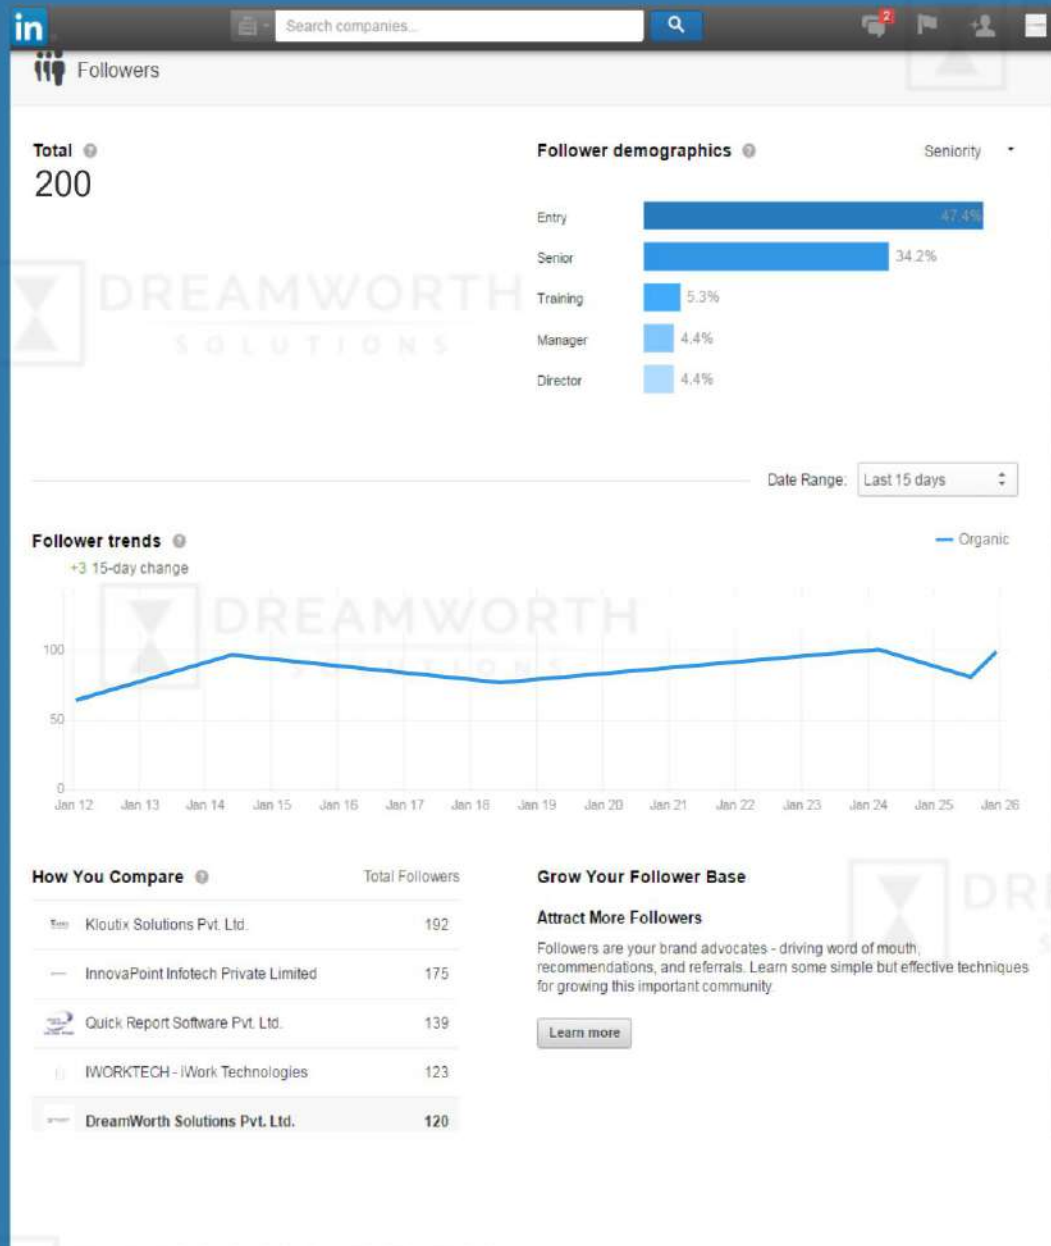 in
Search companies...
2
Followers
Total
200
Follower demographics
Seniority
Entry 47.4%
Senior 34.2%
Training 5.3%
Manager 4.4%
Director 4.4%
DREAMWORTH
SOLUTIONS
Date Range: Last 15 days
Follower trends
Organic
+3 15-day change
DREAMWORTH
SOLUTIONS
100
50
0
Jan 12 Jan 13 Jan 14 Jan 15 Jan 16 Jan 17 Jan 18 Jan 19 Jan 20 Jan 21 Jan 22 Jan 23 Jan 24 Jan 25 Jan 26
How You Compare Total Followers
Kloutix Solutions Pvt. Ltd. 192
InnovaPoint Infotech Private Limited 175
Quick Report Software Pvt. Ltd. 139
IWORKTECH - iWork Technologies 123
DreamWorth Solutions Pvt. Ltd. 120
Grow Your Follower Base
Attract More Followers
Followers are your brand advocates - driving word of mouth,
recommendations, and referrals. Learn some simple but effective techniques
for growing this important community.
Learn more
DRE
S